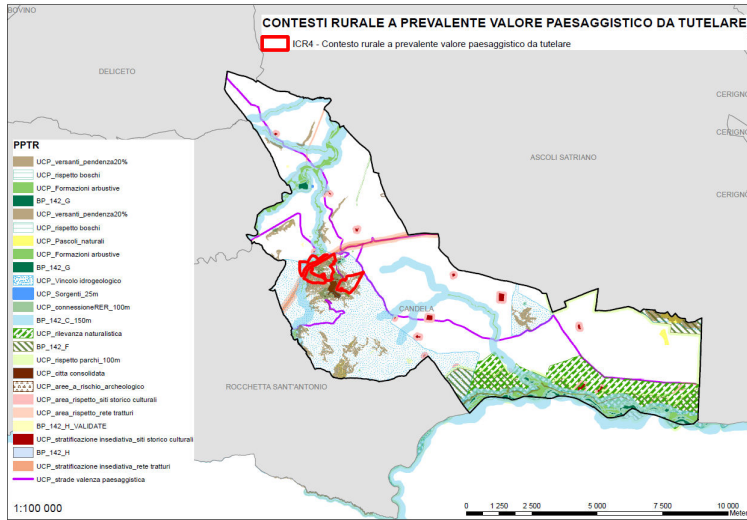 BOVINO
CONTESTI RURALE A PREVALENTE VALORE PAESAGGISTICO DA TUTELARE
ICR4 - Contesto rurale a prevalente valore paesaggistico da tutelare
DELICETO
CERIGNO
CERIGNO
ASCOLI SATRIANO
CERIGNO
CANDELA
ROCCHETTA SANT'ANTONIO
PPTR
UCP_versanti_pendenza20%
UCP_rispetto boschi
UCP_Formazioni arbustive
BP_142_G
UCP_versanti_pendenza20%
UCP_rispetto boschi
UCP_Pascoli_naturali
UCP_Formazioni arbustive
BP_142_G
UCP_Vincolo idrogeologico
UCP_Sorgenti_25m
UCP_connessioneRER_100m
BP_142_C_150m
UCP_rilevanza naturalistica
BP_142_F
UCP_rispetto parchi_100m
UCP_citta consolidata
UCP_aree_a_rischio_archeologico
UCP_area_rispetto_siti storico culturali
UCP_area_rispetto_rete tratturi
BP_142_H_VALIDATE
UCP_stratificazione insediativa_siti storico culturali
BP_142_H
UCP_stratificazione insediativa_rete tratturi
UCP_strade valenza paesaggistica
1:100 000
0 1 250 2 500 5 000 7 500 10 000
Meter